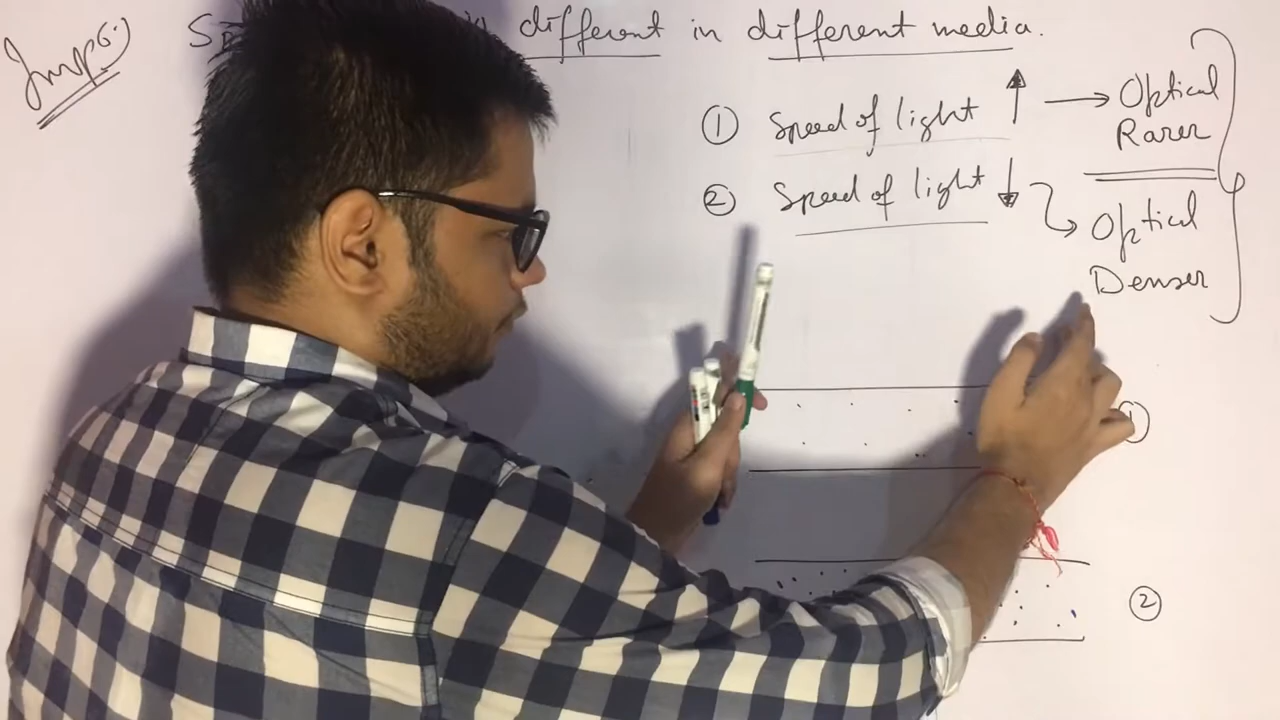 Imp(s.)
different in different media.
① Speed of light ↑ → Optical
Rarer
② Speed of light ↓ → Optical
Denser
①
②